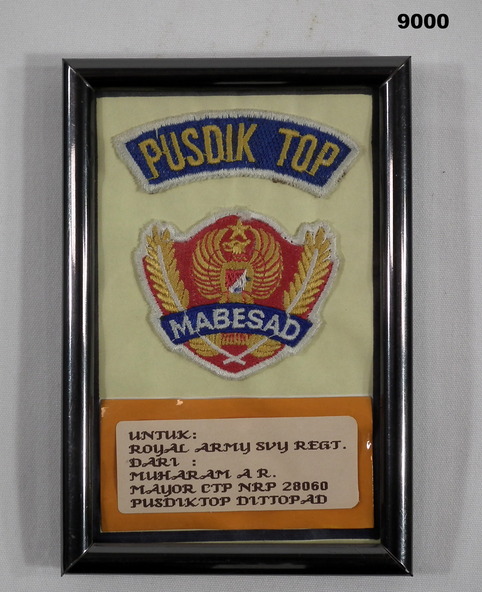 9000
PUSDIK TOP
MABESAD
UNTUK:
ROYAL ARMY SVY REGT.
DARI :
MUHARAM A R.
MAYOR CTP NRP 28060
PUSDIKTOP DITTOPAD